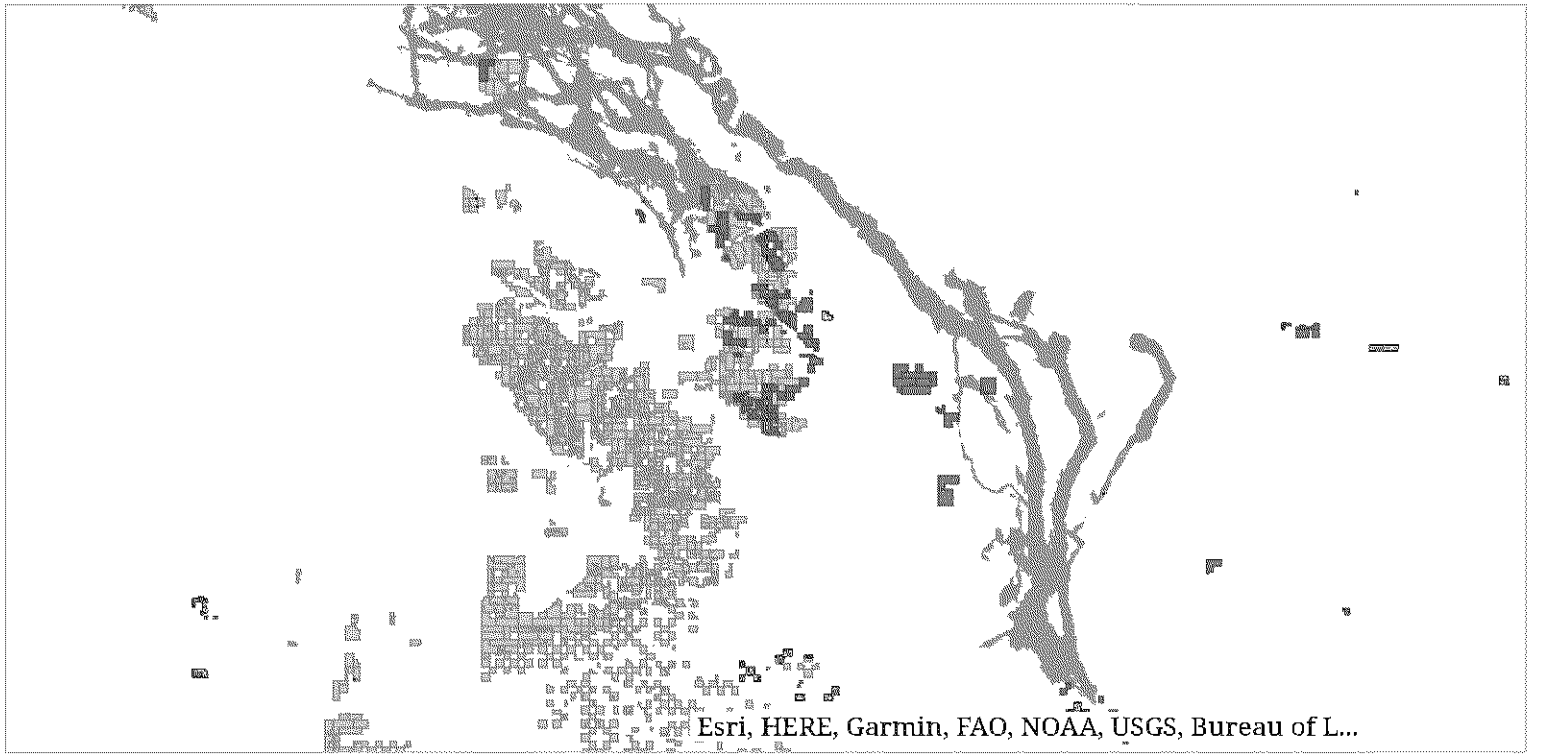 Esri, HERE, Garmin, FAO, NOAA, USGS, Bureau of L...